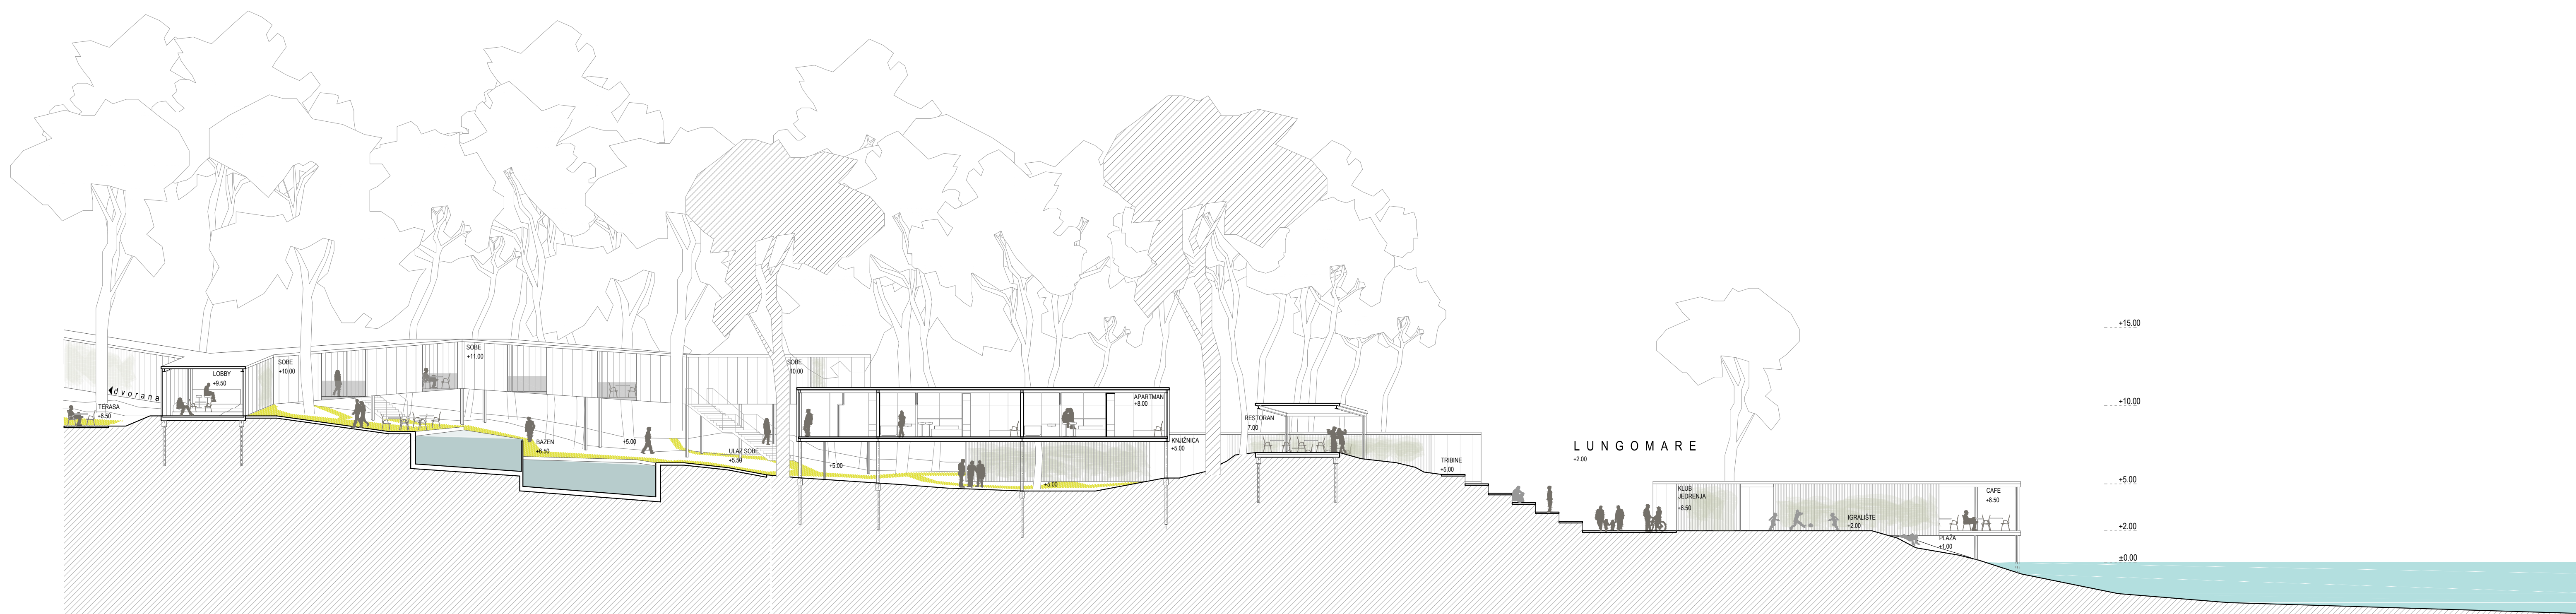 dvorana
TERASA
+8.50
LOBBY
+9.50
SOBE
+10.00
SOBE
+11.00
BAZEN
+6.50
+5.00
ULAZ SOBE
+5.50
SOBE
10.00
+5.00
+5.00
APARTMAN
+8.00
KNJIŽNICA
+5.00
RESTORAN
7.00
TRIBINE
+5.00
LUNGOMARE
+2.00
KLUB
JEDRENJA
+8.50
IGRALIŠTE
+2.00
CAFE
+8.50
PLAŽA
+1.00
+15.00
+10.00
+5.00
+2.00
±0.00